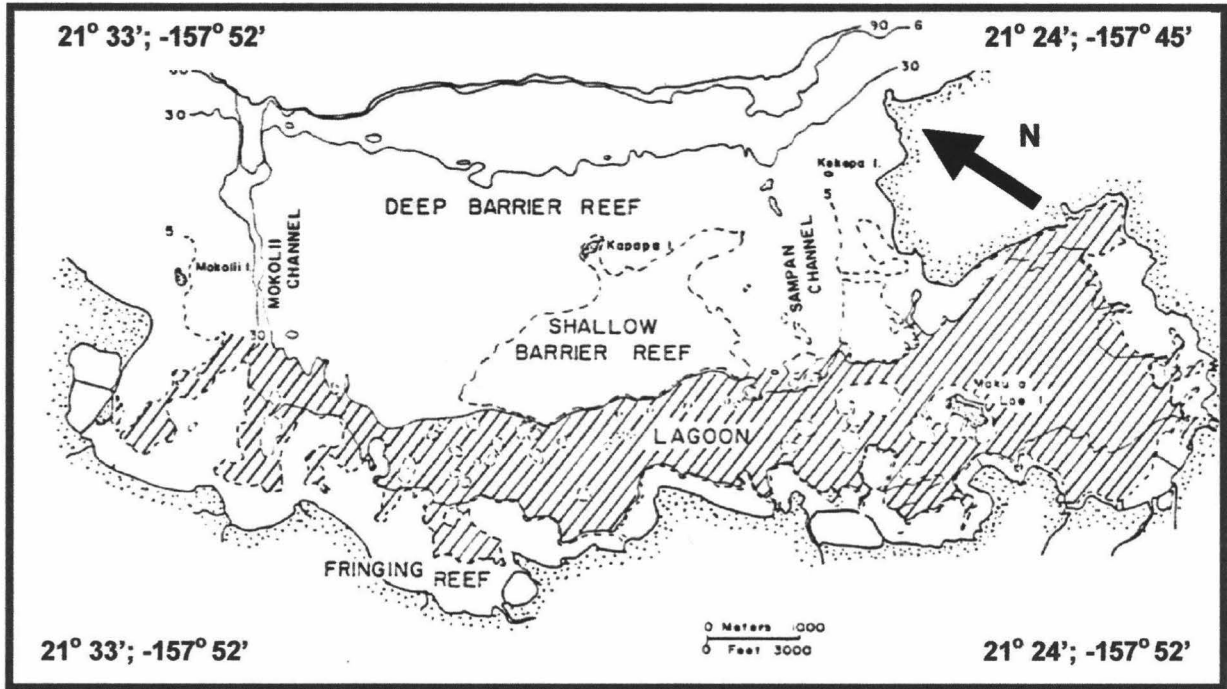 21° 33'; -157° 52'
21° 24'; -157° 45'
90 6
30
30
N
Kekepa I.
5
DEEP BARRIER REEF
5
Kapapa I.
Mokolii I.
MOKOLII
CHANNEL
SAMPAN
CHANNEL
SHALLOW
BARRIER REEF
30
Moku o
Loe I.
LAGOON
FRINGING REEF
0 Meters 1000
0 Feet 3000
21° 33'; -157° 52'
21° 24'; -157° 52'